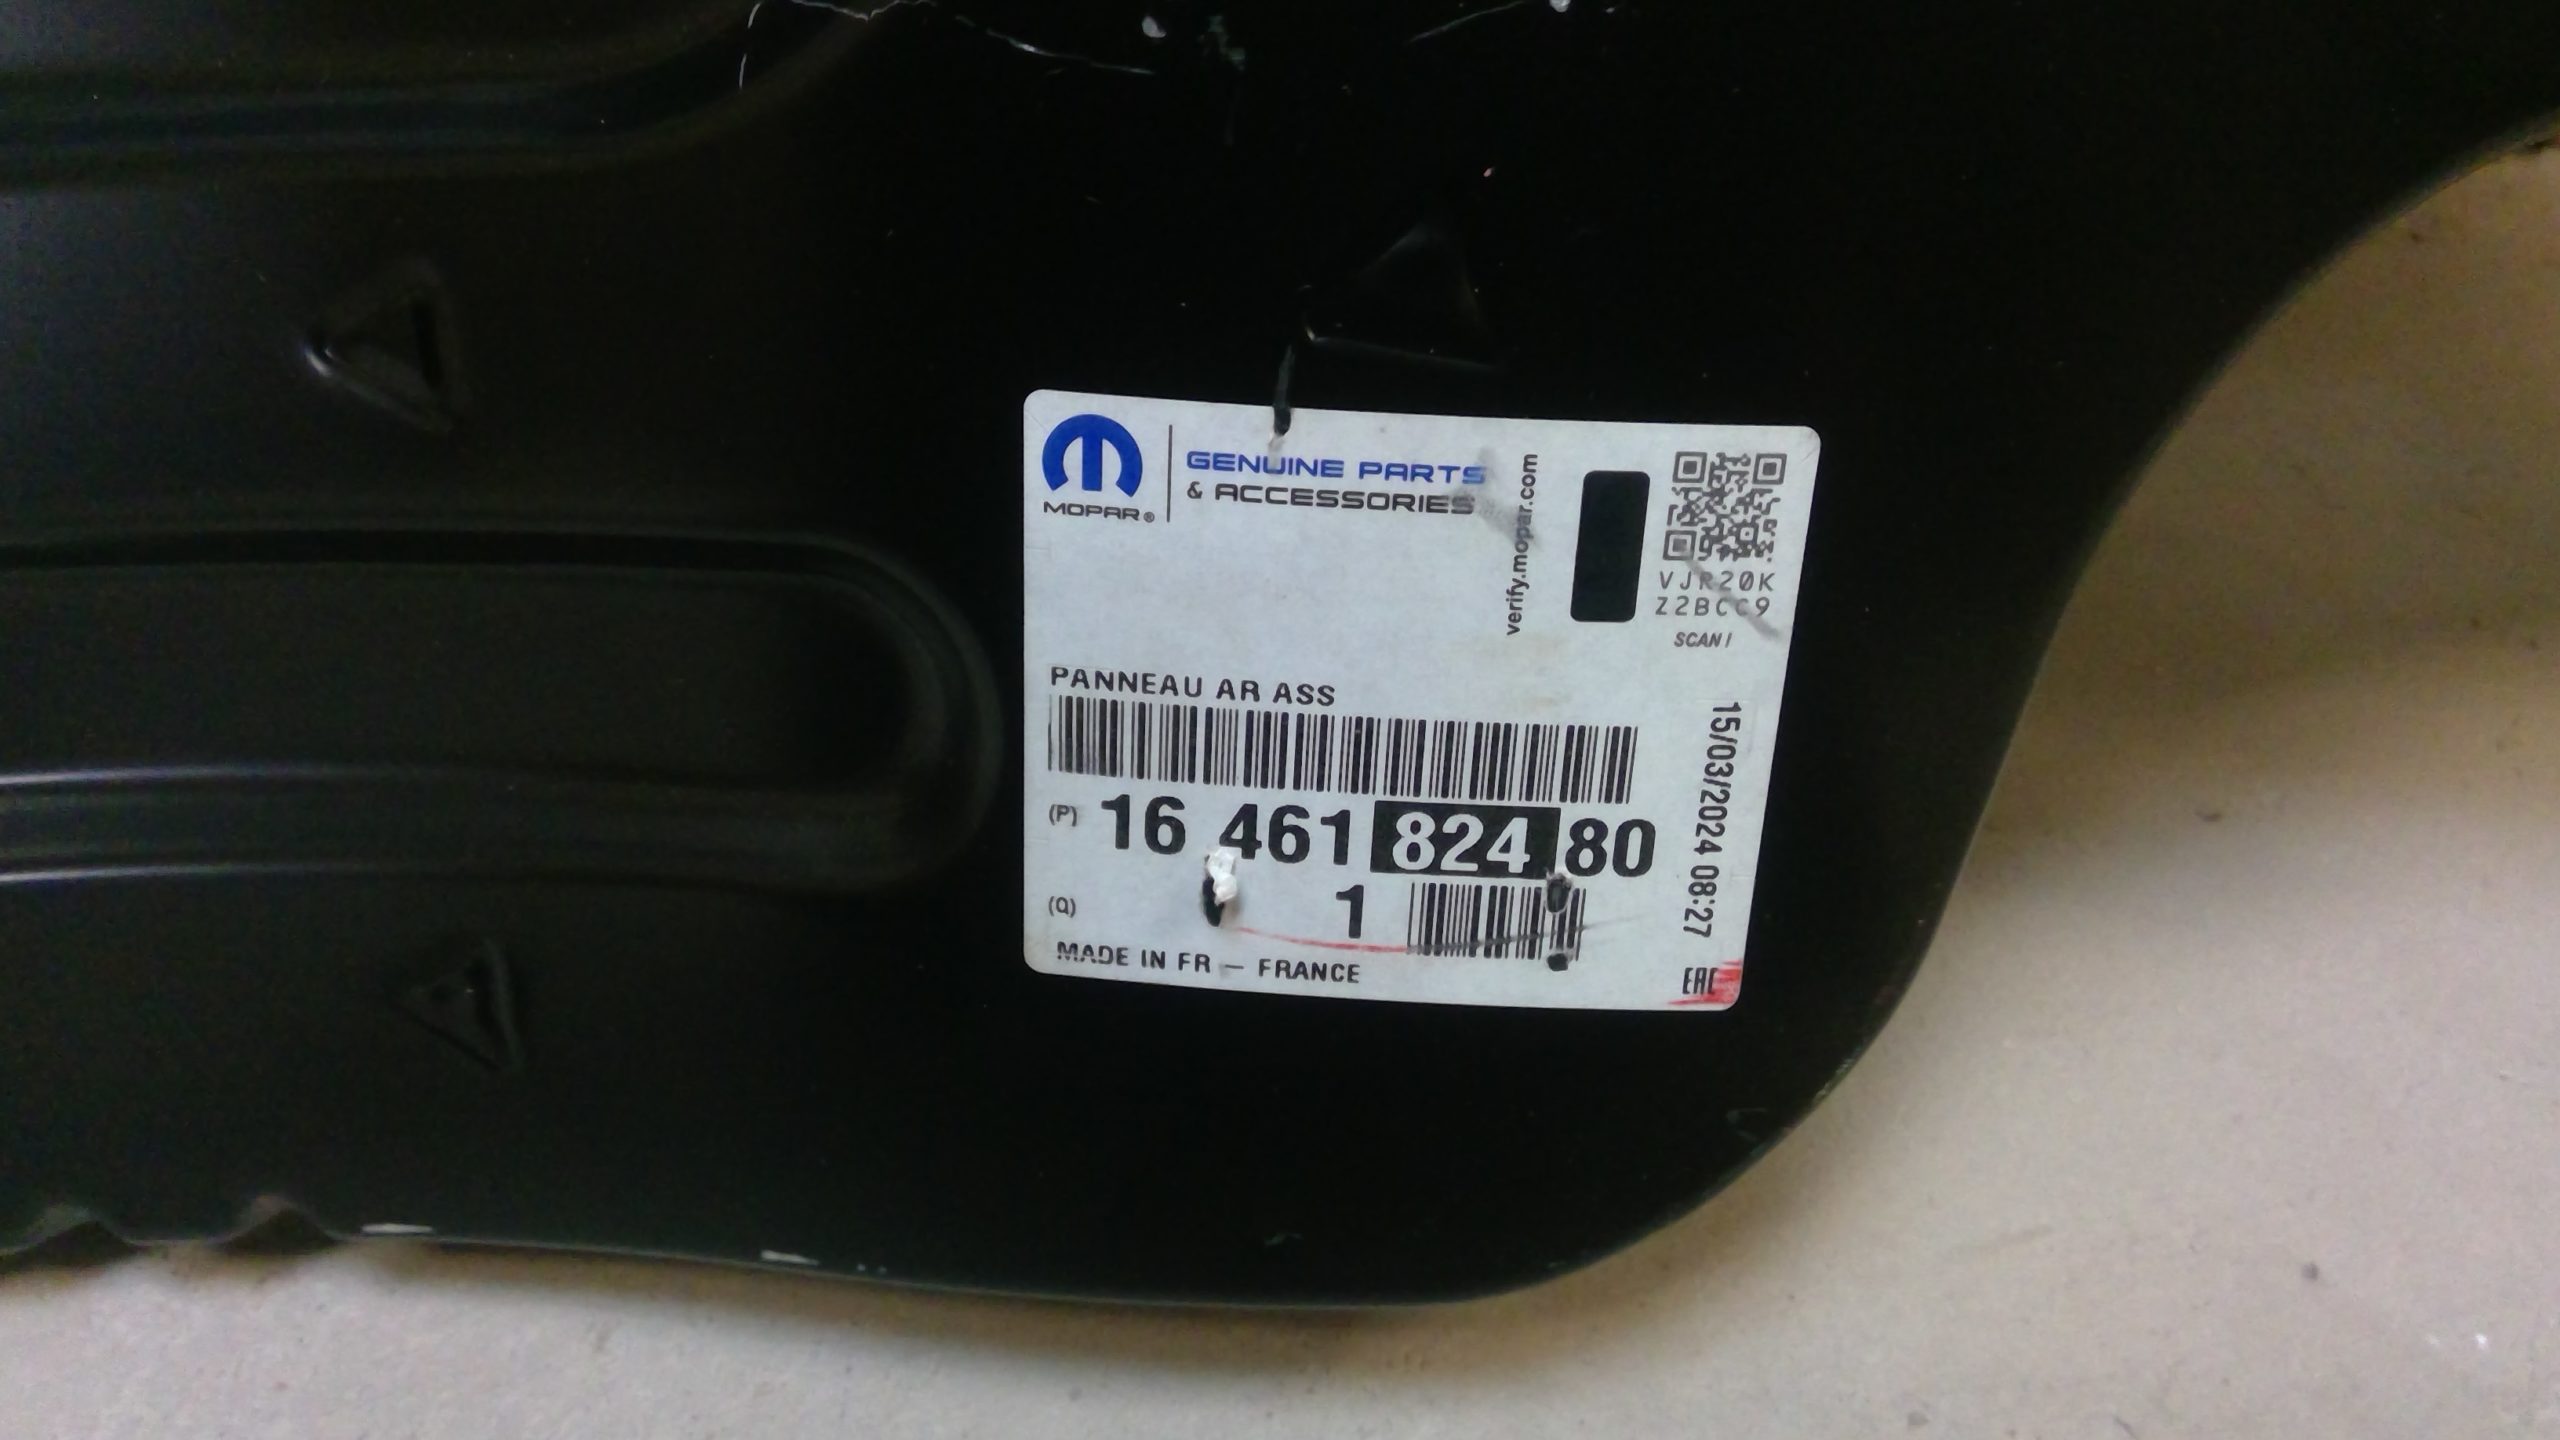 MOPAR®
GENUINE PARTS
& ACCESSORIES
verify.mopar.com
VJR20K
Z2BCC9
SCAN!
PANNEAU AR ASS
(P) 16 461 824 80
(Q) 1
MADE IN FR – FRANCE
15/03/2024 08:27
EAC